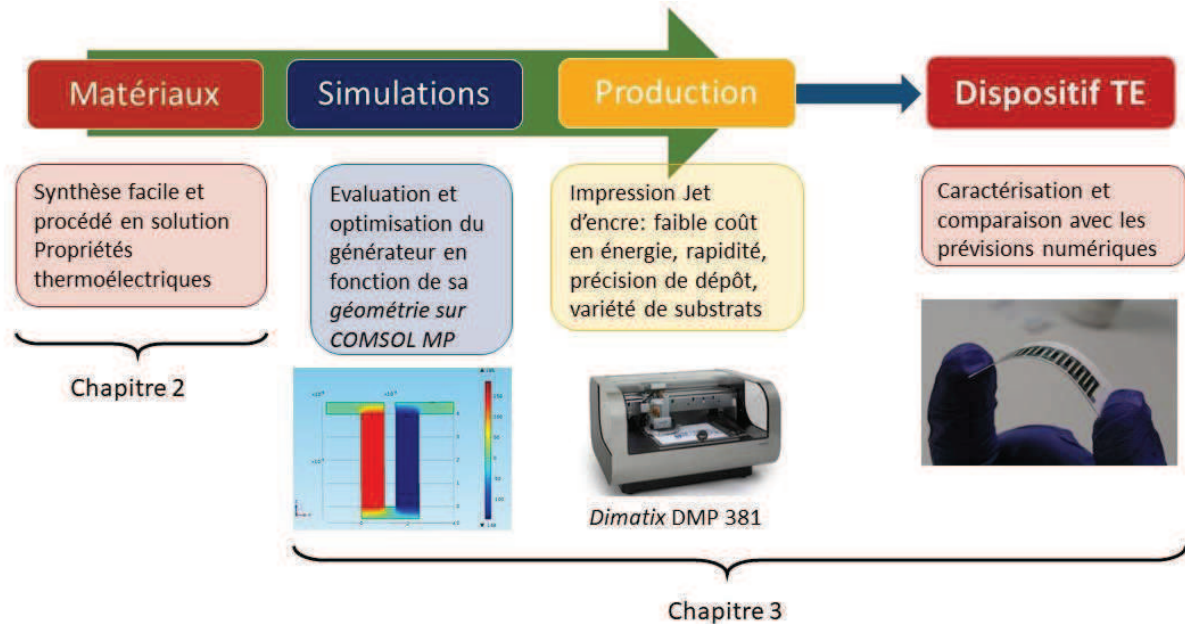 Matériaux
Simulations
Production
Dispositif TE
Synthèse facile et
procédé en solution
Propriétés
thermoélectriques
Evaluation et
optimisation du
générateur en
fonction de sa
géométrie sur
COMSOL MP
Impression Jet
d'encre: faible coût
en énergie, rapidité,
précision de dépôt,
variété de substrats
Caractérisation et
comparaison avec les
prévisions numériques
Chapitre 2
Dimatix DMP 381
Chapitre 3